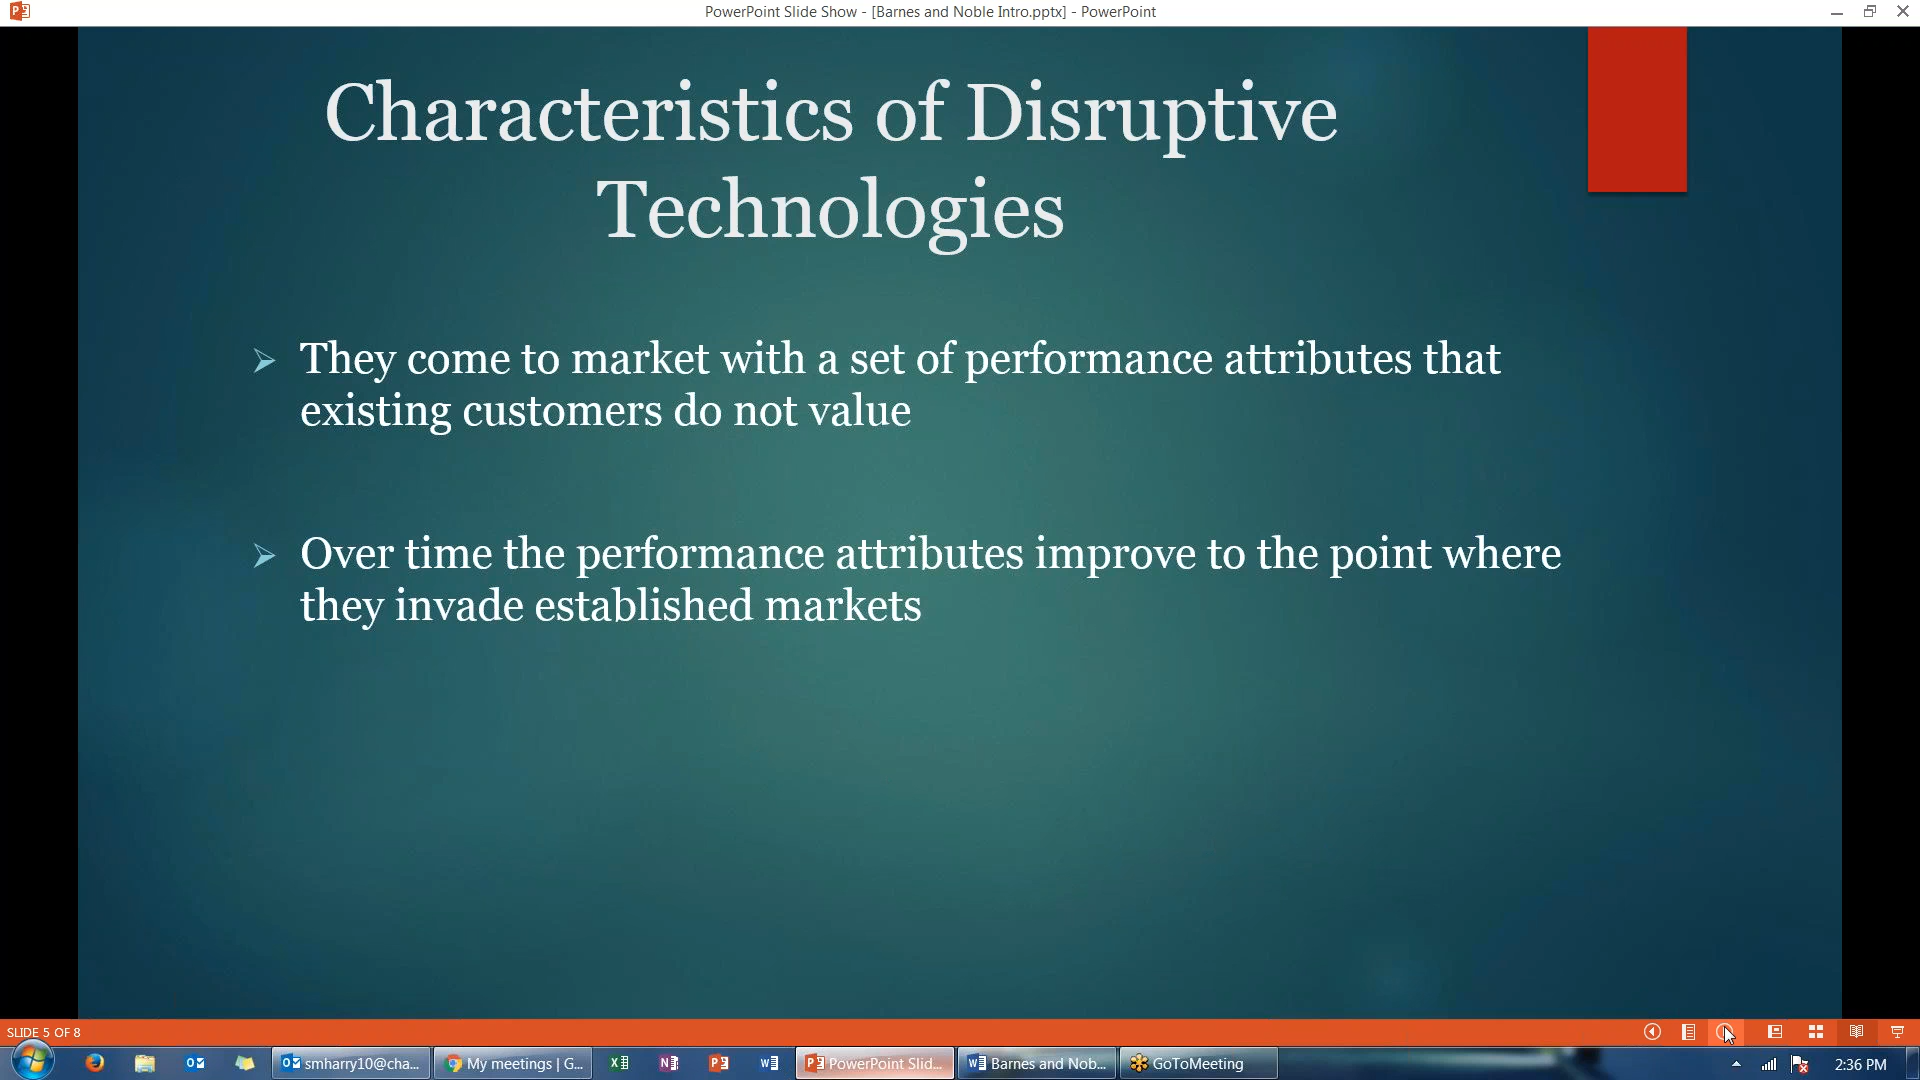 PowerPoint Slide Show - [Barnes and Noble Intro.pptx] - PowerPoint
Characteristics of Disruptive
Technologies
They come to market with a set of performance attributes that
existing customers do not value
Over time the performance attributes improve to the point where
they invade established markets
SLIDE 5 OF 8
smharry10@cha...
My meetings | G...
PowerPoint Slid...
Barnes and Nob...
GoToMeeting
2:36 PM